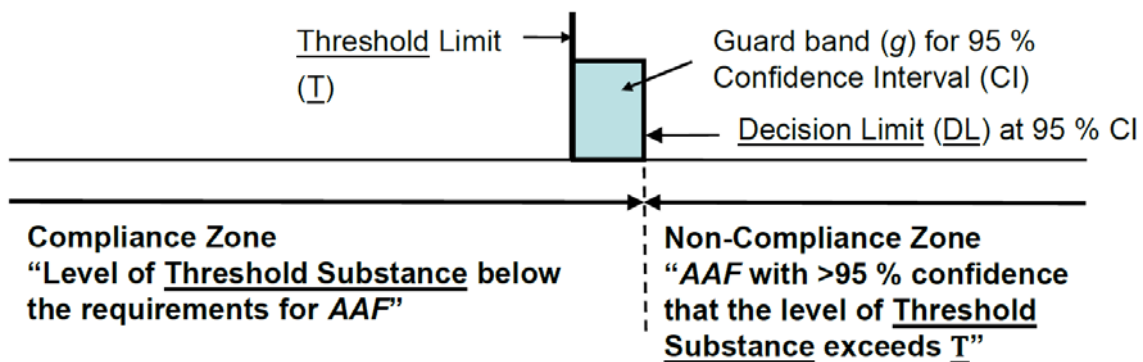 Threshold Limit
(T)
Guard band (g) for 95 %
Confidence Interval (CI)
Decision Limit (DL) at 95 % CI
Compliance Zone
“Level of Threshold Substance below
the requirements for AAF”
Non-Compliance Zone
“AAF with >95 % confidence
that the level of Threshold
Substance exceeds T”